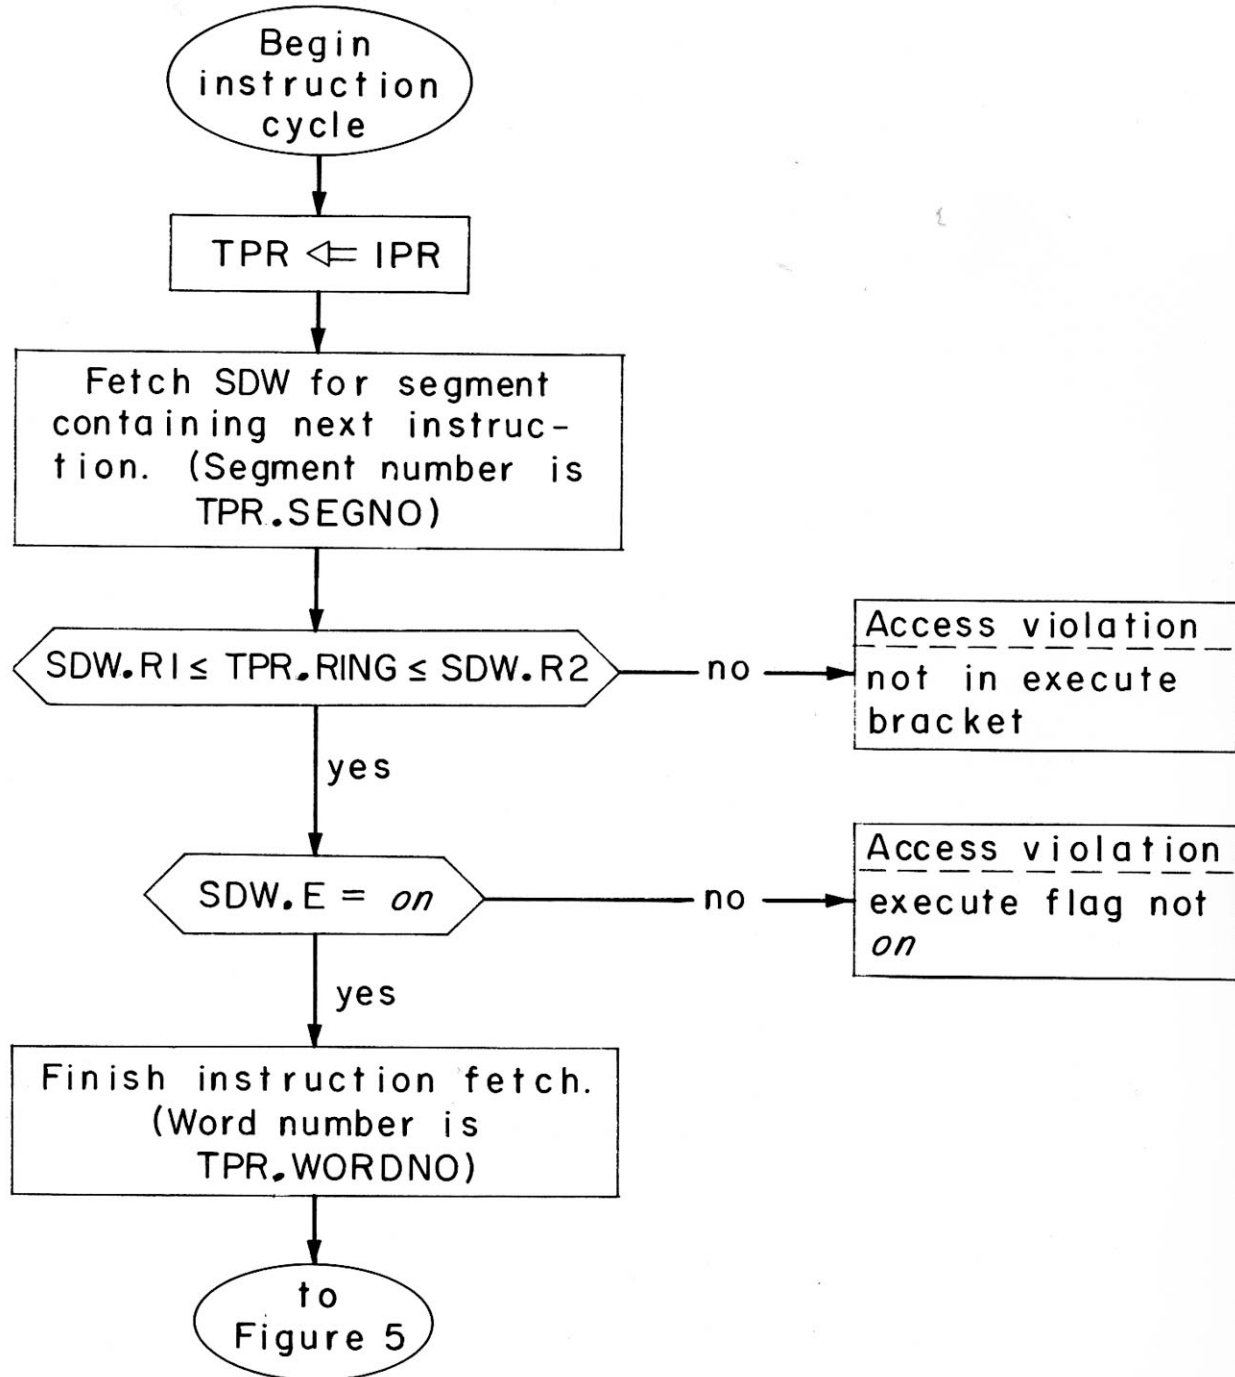 Begin
instruction
cycle
TPR ⇐ IPR
Fetch SDW for segment
containing next instruc-
tion. (Segment number is
TPR.SEGNO)
SDW.R1 ≤ TPR.RING ≤ SDW.R2
no
Access violation
not in execute
bracket
yes
SDW.E = on
no
Access violation
execute flag not
on
yes
Finish instruction fetch.
(Word number is
TPR.WORDNO)
to
Figure 5